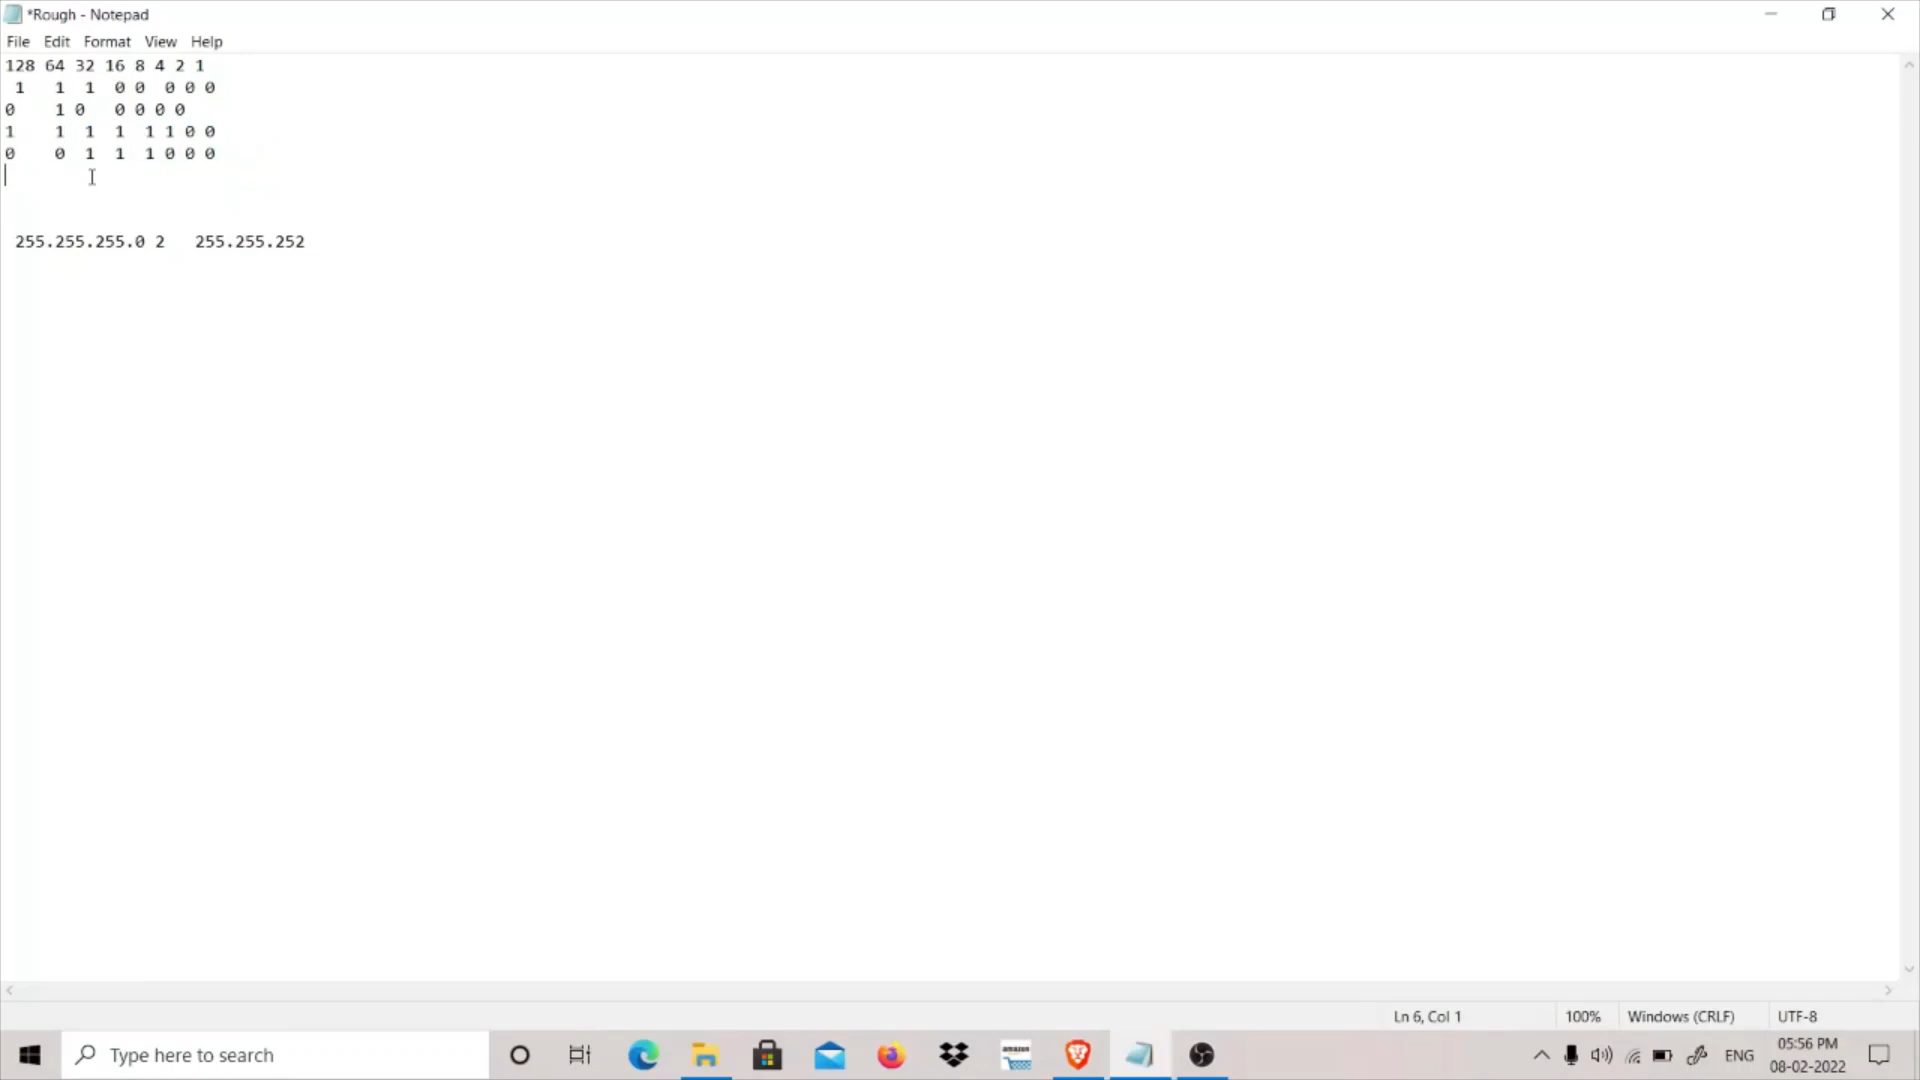 *Rough - Notepad
File Edit Format View Help
128 64 32 16 8 4 2 1
1 1 1 0 0 0 0 0
0 1 0 0 0 0 0
1 1 1 1 1 1 0 0
0 0 1 1 1 0 0 0
255.255.255.0 2 255.255.252
Ln 6, Col 1 100% Windows (CRLF) UTF-8
Type here to search
amazon
ENG
05:56 PM
08-02-2022